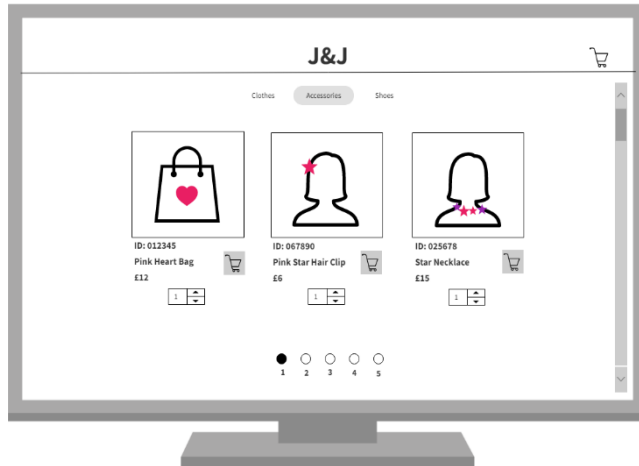 J&J
Clothes Accessories Shoes
ID: 012345 ID: 067890 ID: 025678
Pink Heart Bag Pink Star Hair Clip Star Necklace
£12 £6 £15
1 1 1
1 2 3 4 5